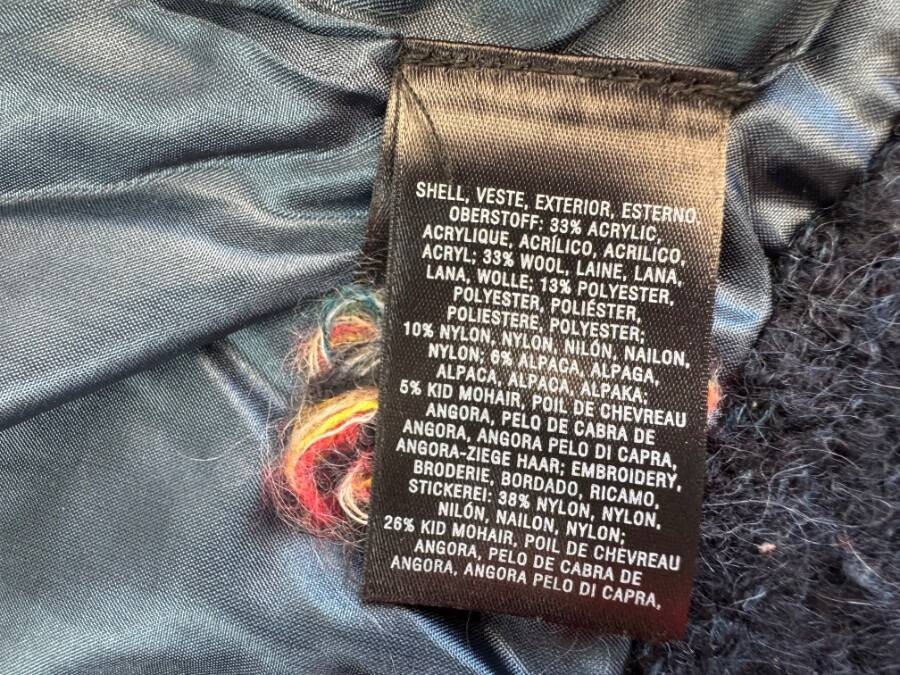 SHELL, VESTE, EXTERIOR, ESTERNO,
OBERSTOFF: 33% ACRYLIC,
ACRYLIQUE, ACRÍLICO, ACRILICO,
ACRYL; 33% WOOL, LAINE, LANA,
LANA, WOLLE; 13% POLYESTER,
POLYESTER, POLIÉSTER,
POLIESTERE, POLYESTER;
10% NYLON, NYLON, NILÓN, NAILON,
NYLON; 6% ALPACA, ALPAGA,
ALPACA, ALPACA, ALPAKA;
5% KID MOHAIR, POIL DE CHEVREAU
ANGORA, PELO DE CABRA DE
ANGORA, ANGORA PELO DI CAPRA,
ANGORA-ZIEGE HAAR; EMBROIDERY,
BRODERIE, BORDADO, RICAMO,
STICKEREI: 38% NYLON, NYLON,
NILÓN, NAILON, NYLON;
26% KID MOHAIR, POIL DE CHEVREAU
ANGORA, PELO DE CABRA DE
ANGORA, ANGORA PELO DI CAPRA,